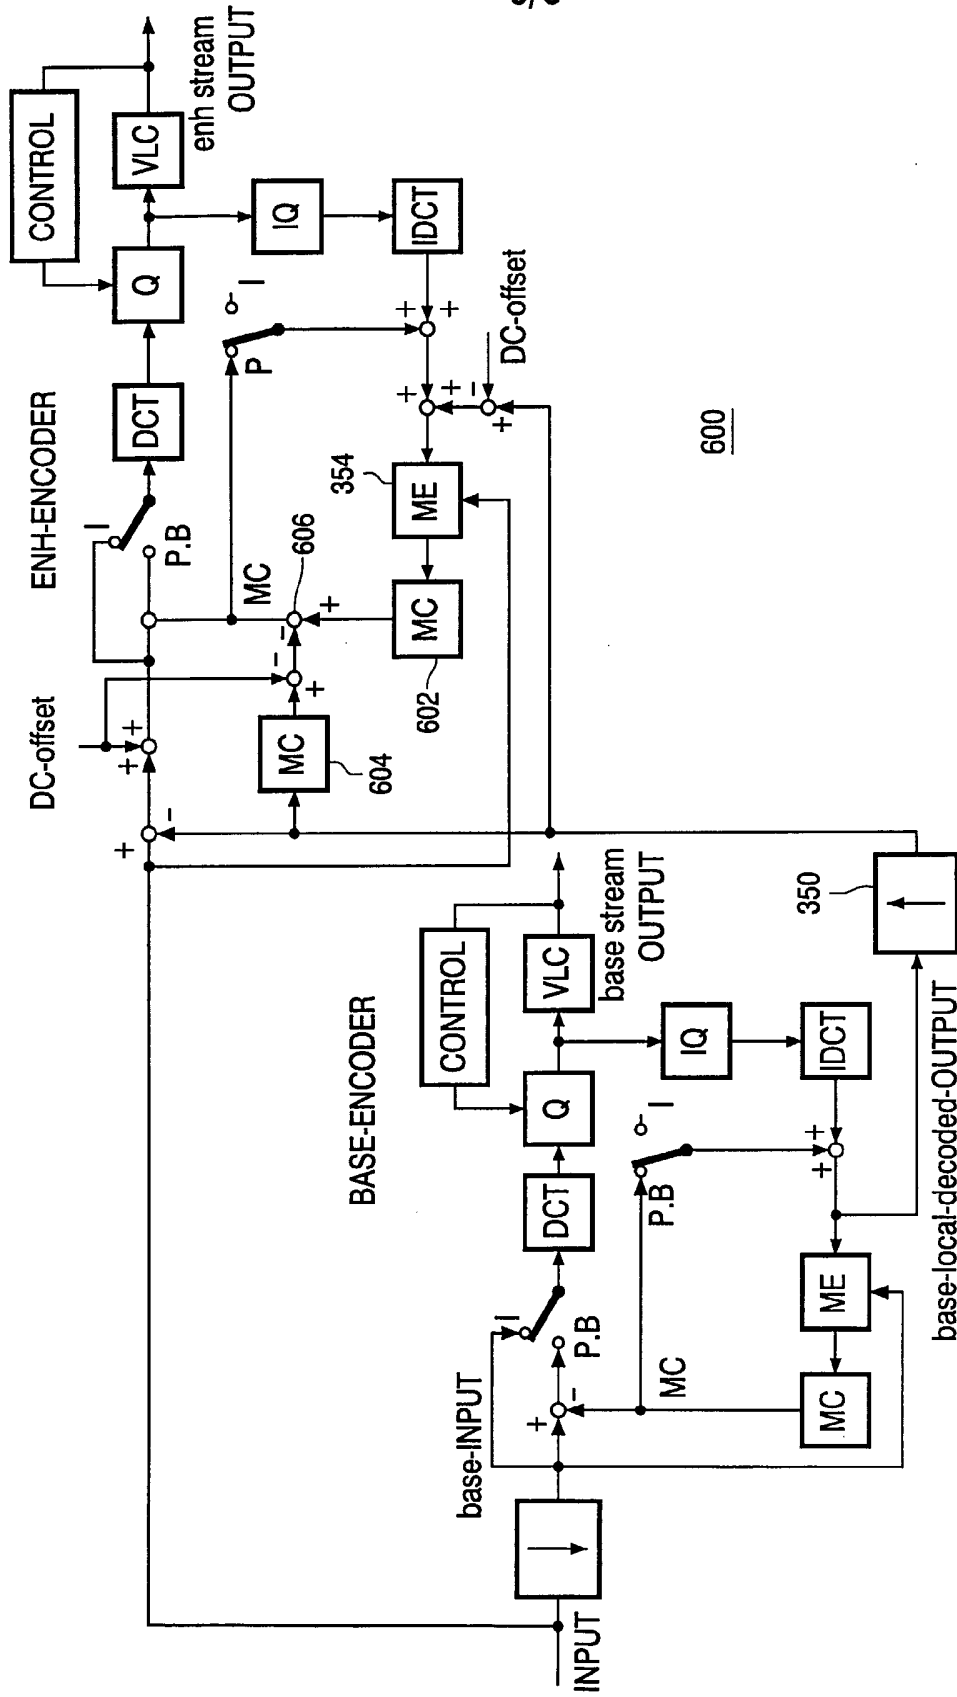 ENH-ENCODER
CONTROL
DC-offset
+
+
+
-
I
P.B
DCT
Q
VLC
enh stream
OUTPUT
MC
P
I
IQ
IDCT
+
+
606
-
-
+
+
MC
604
MC
602
ME
354
+
+
-
+
DC-offset
600
BASE-ENCODER
CONTROL
INPUT
base-INPUT
+
-
I
P.B
DCT
Q
VLC
base stream
OUTPUT
MC
P.B
I
IQ
IDCT
+
+
MC
ME
base-local-decoded-OUTPUT
350